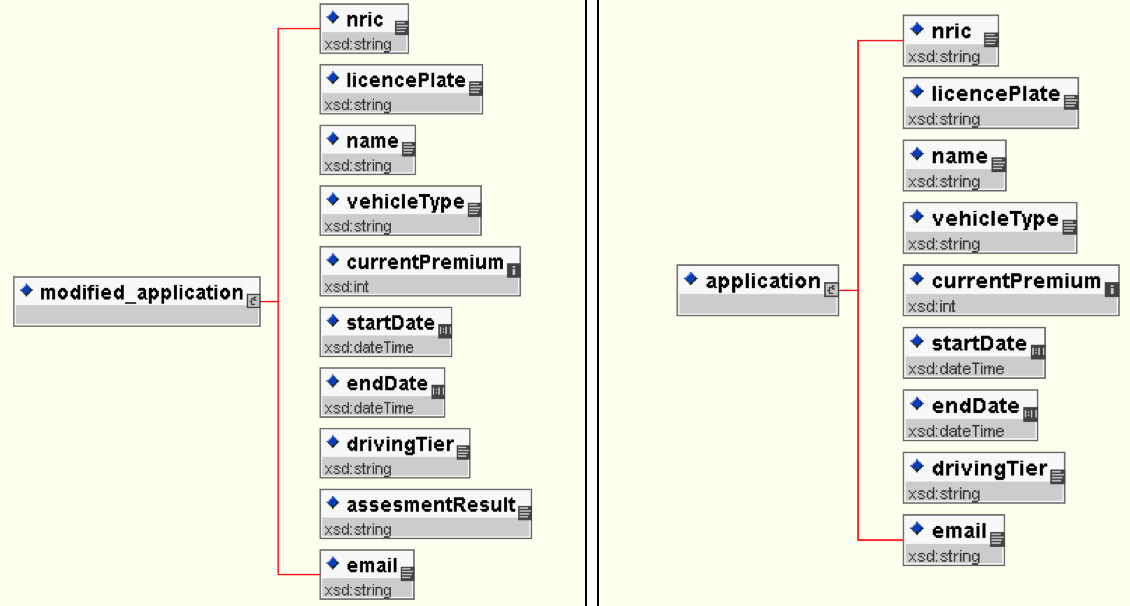 nric
xsd:string
licencePlate
xsd:string
name
xsd:string
vehicleType
xsd:string
currentPremium
xsd:int
modified_application
startDate
xsd:dateTime
endDate
xsd:dateTime
drivingTier
xsd:string
assesmentResult
xsd:string
email
xsd:string
nric
xsd:string
licencePlate
xsd:string
name
xsd:string
vehicleType
xsd:string
application
currentPremium
xsd:int
startDate
xsd:dateTime
endDate
xsd:dateTime
drivingTier
xsd:string
email
xsd:string